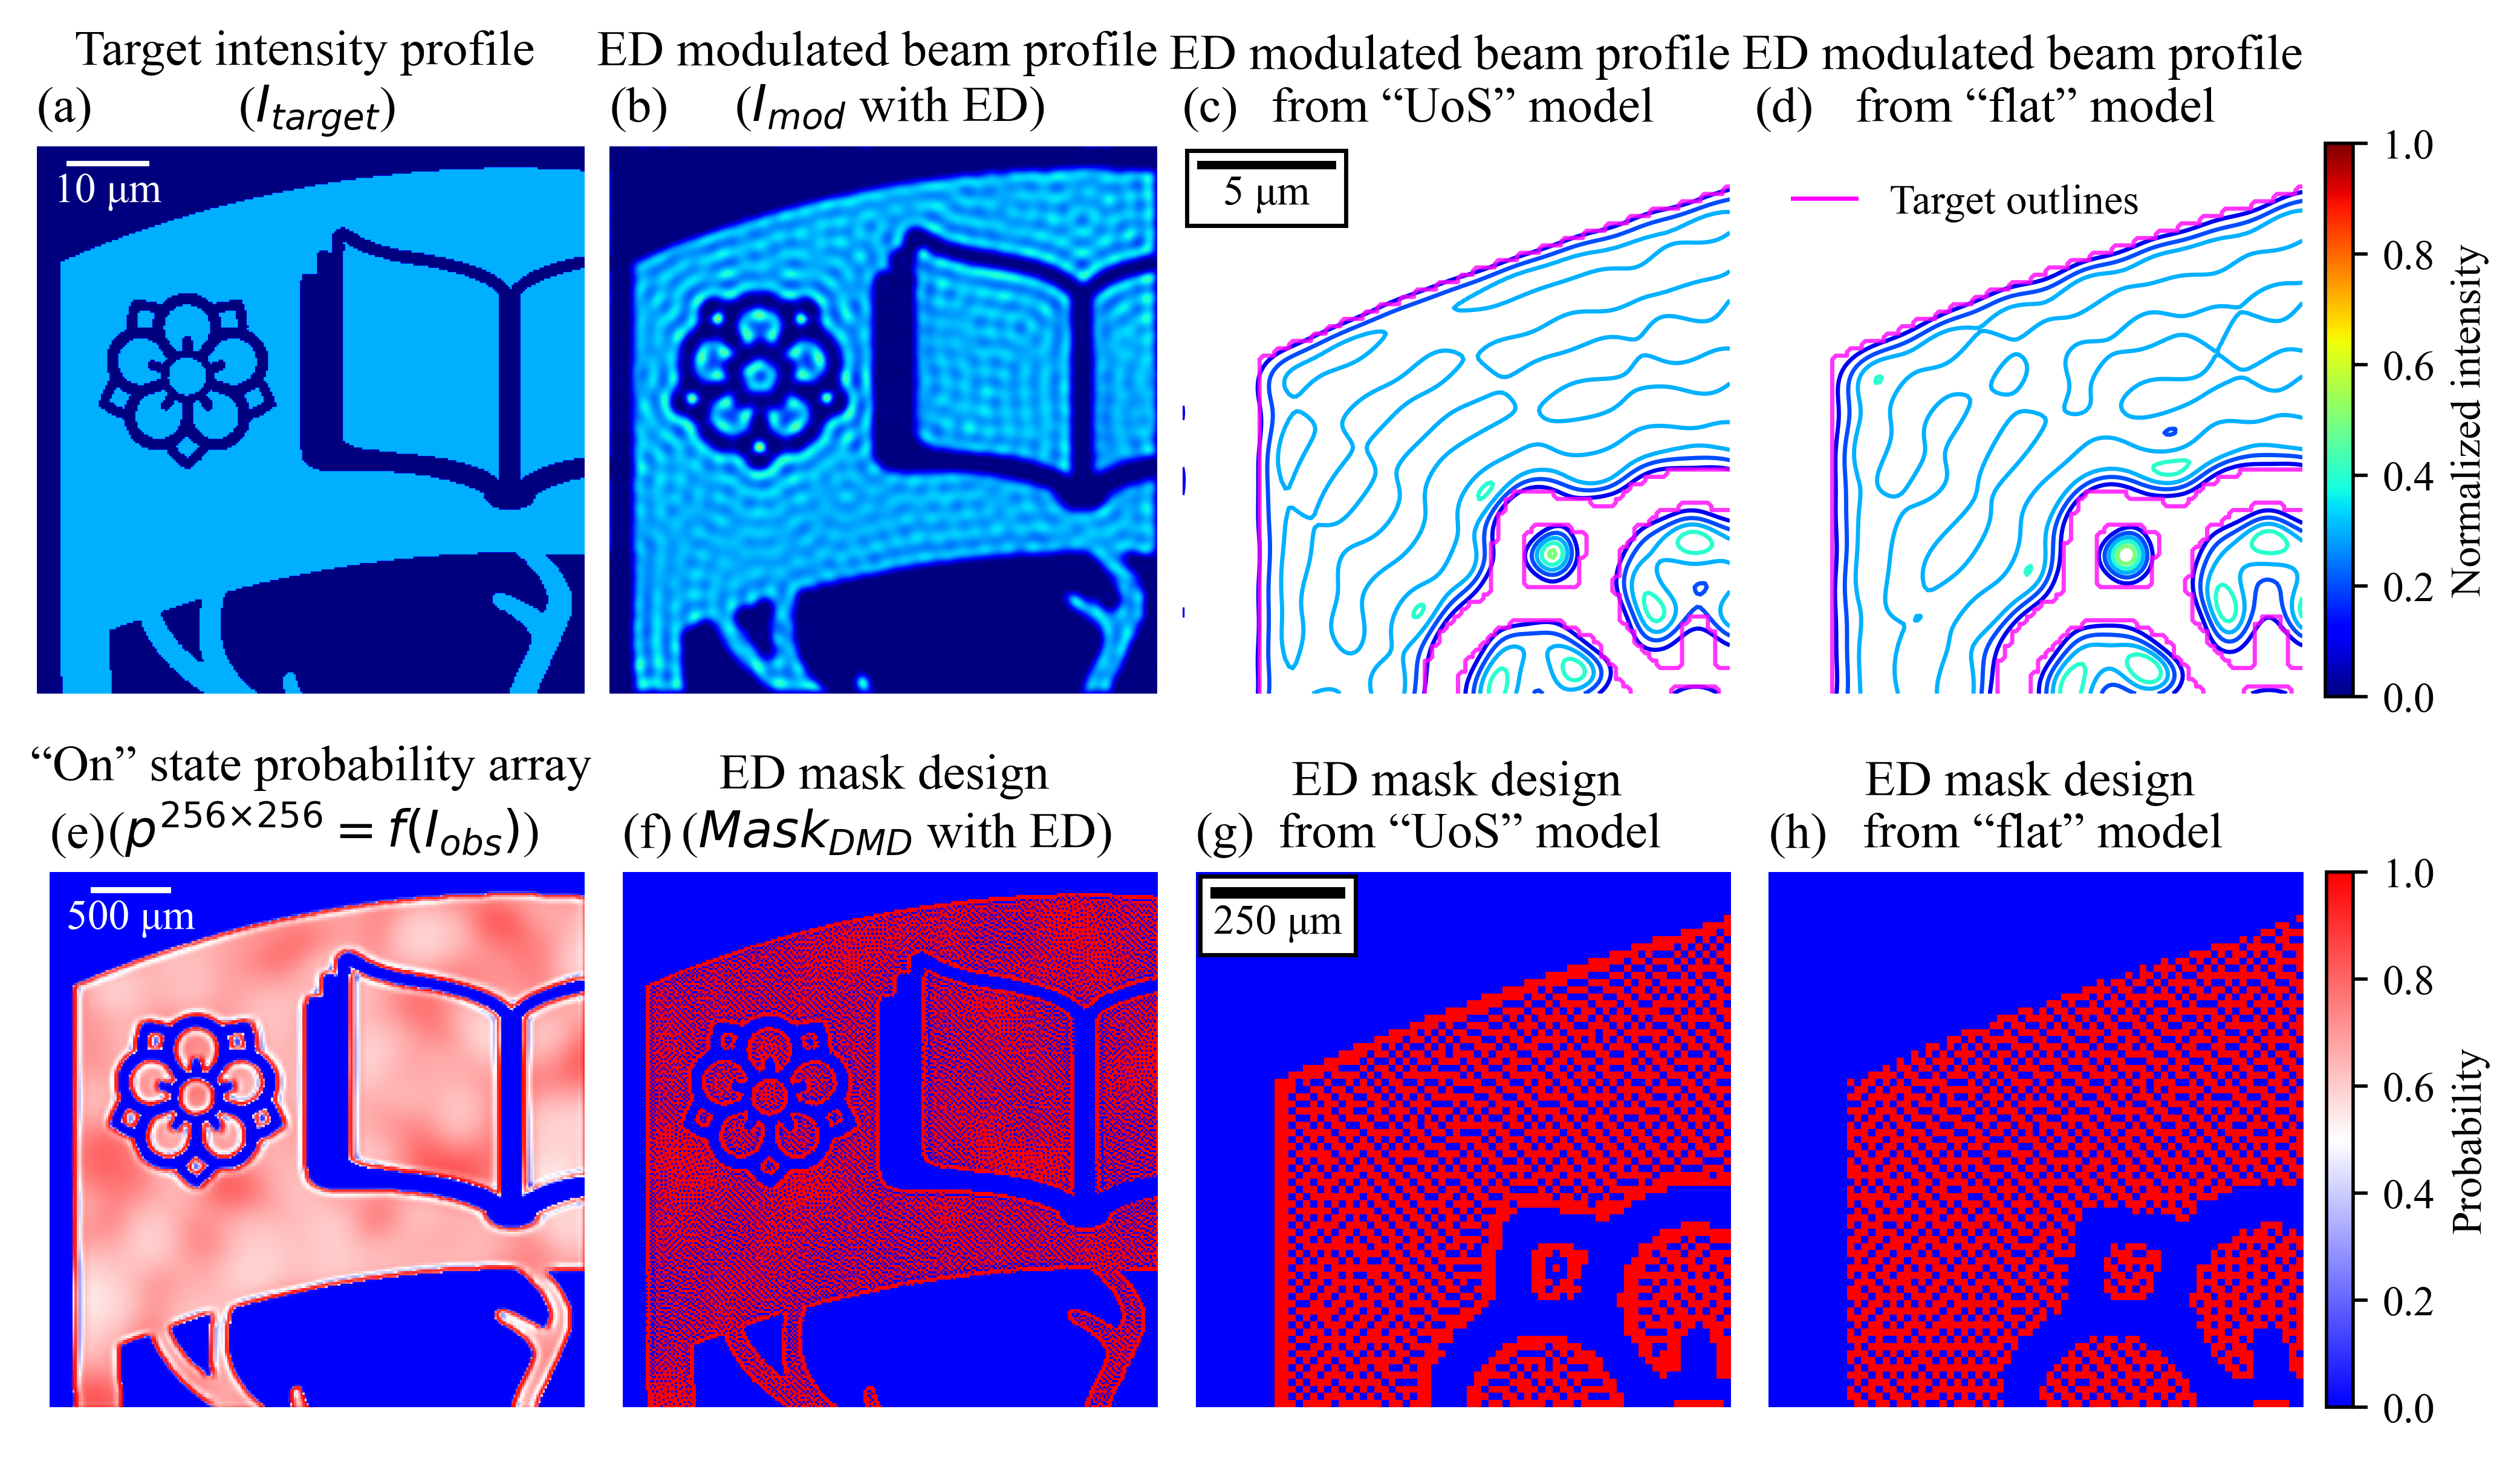 Target intensity profile
(a) (I_target)
ED modulated beam profile
(b) (I_mod with ED)
ED modulated beam profile
(c) from “UoS” model
ED modulated beam profile
(d) from “flat” model
10 μm
5 μm
Target outlines
1.0
0.8
0.6
0.4
0.2
0.0
Normalized intensity
“On” state probability array
(e) (p^256×256 = f(I_obs))
ED mask design
(f) (Mask_DMD with ED)
ED mask design
(g) from “UoS” model
ED mask design
(h) from “flat” model
500 μm
250 μm
1.0
0.8
0.6
0.4
0.2
0.0
Probability